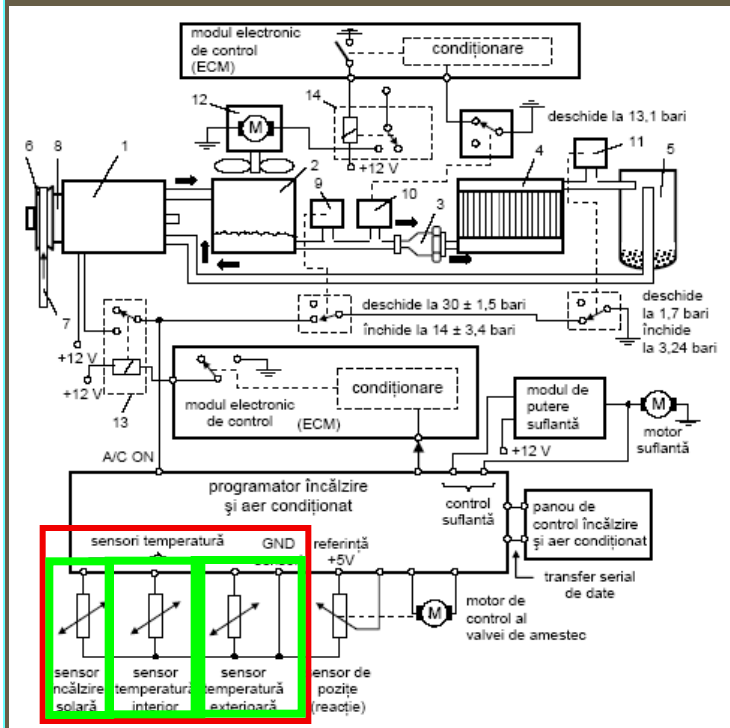 modul electronic
de control
(ECM)
condiționare
12
14
deschide la 13,1 bari
M
+12 V
6
8
1
2
9
10
3
4
11
5
7
+12 V
+12 V
13
deschide la 30 ± 1,5 bari
închide la 14 ± 3,4 bari
deschide
la 1,7 bari
închide
la 3,24 bari
condiționare
modul electronic
de control
(ECM)
modul de
putere
suflantă
+12 V
M
motor
suflantă
A/C ON
programator încălzire
și aer condiționat
control
suflantă
panou de
control încălzire
și aer condiționat
transfer serial
de date
sensori temperatură
GND
referință
+5V
M
motor de
control al
valvei de amestec
sensor
încălzire
solară
sensor
temperatură
interior
sensor
temperatură
exterioară
sensor de
pozițe
(reacție)